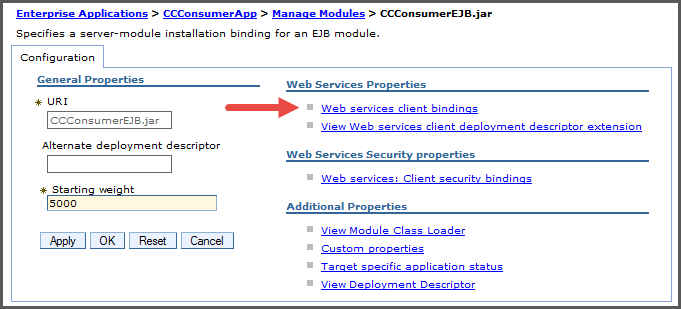 Enterprise Applications > CCConsumerApp > Manage Modules > CCConsumerEJB.jar
Specifies a server-module installation binding for an EJB module.
Configuration
General Properties
* URI
CCConsumerEJB.jar
Alternate deployment descriptor
* Starting weight
5000
Apply OK Reset Cancel
Web Services Properties
Web services client bindings
View Web services client deployment descriptor extension
Web Services Security properties
Web services: Client security bindings
Additional Properties
View Module Class Loader
Custom properties
Target specific application status
View Deployment Descriptor